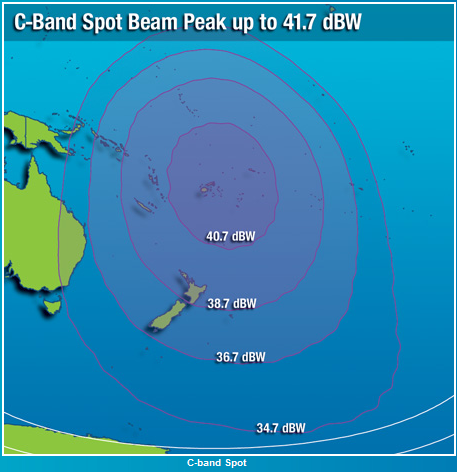 C-Band Spot Beam Peak up to 41.7 dBW
40.7 dBW
38.7 dBW
36.7 dBW
34.7 dBW
C-band Spot